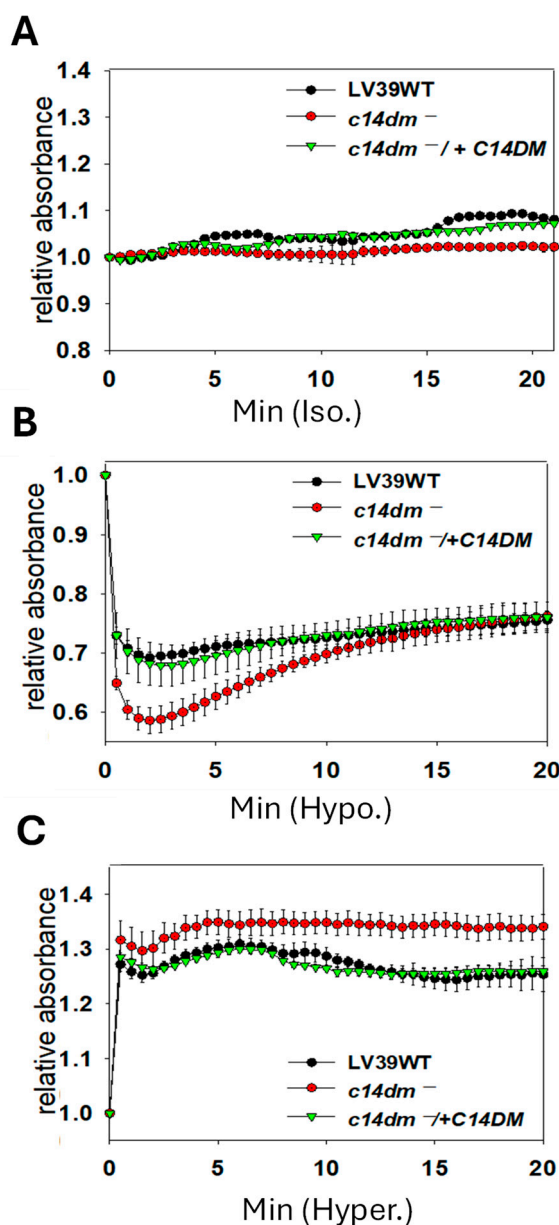 A
1.4
1.3
1.2
1.1
1.0
0.9
0.8
relative absorbance
LV39WT
c14dm —
c14dm —/ + C14DM
0 5 10 15 20
Min (Iso.)
B
1.0
0.9
0.8
0.7
0.6
relative absorbance
LV39WT
c14dm —
c14dm —/+C14DM
0 5 10 15 20
Min (Hypo.)
C
1.4
1.3
1.2
1.1
1.0
relative absorbance
LV39WT
c14dm —
c14dm —/+C14DM
0 5 10 15 20
Min (Hyper.)